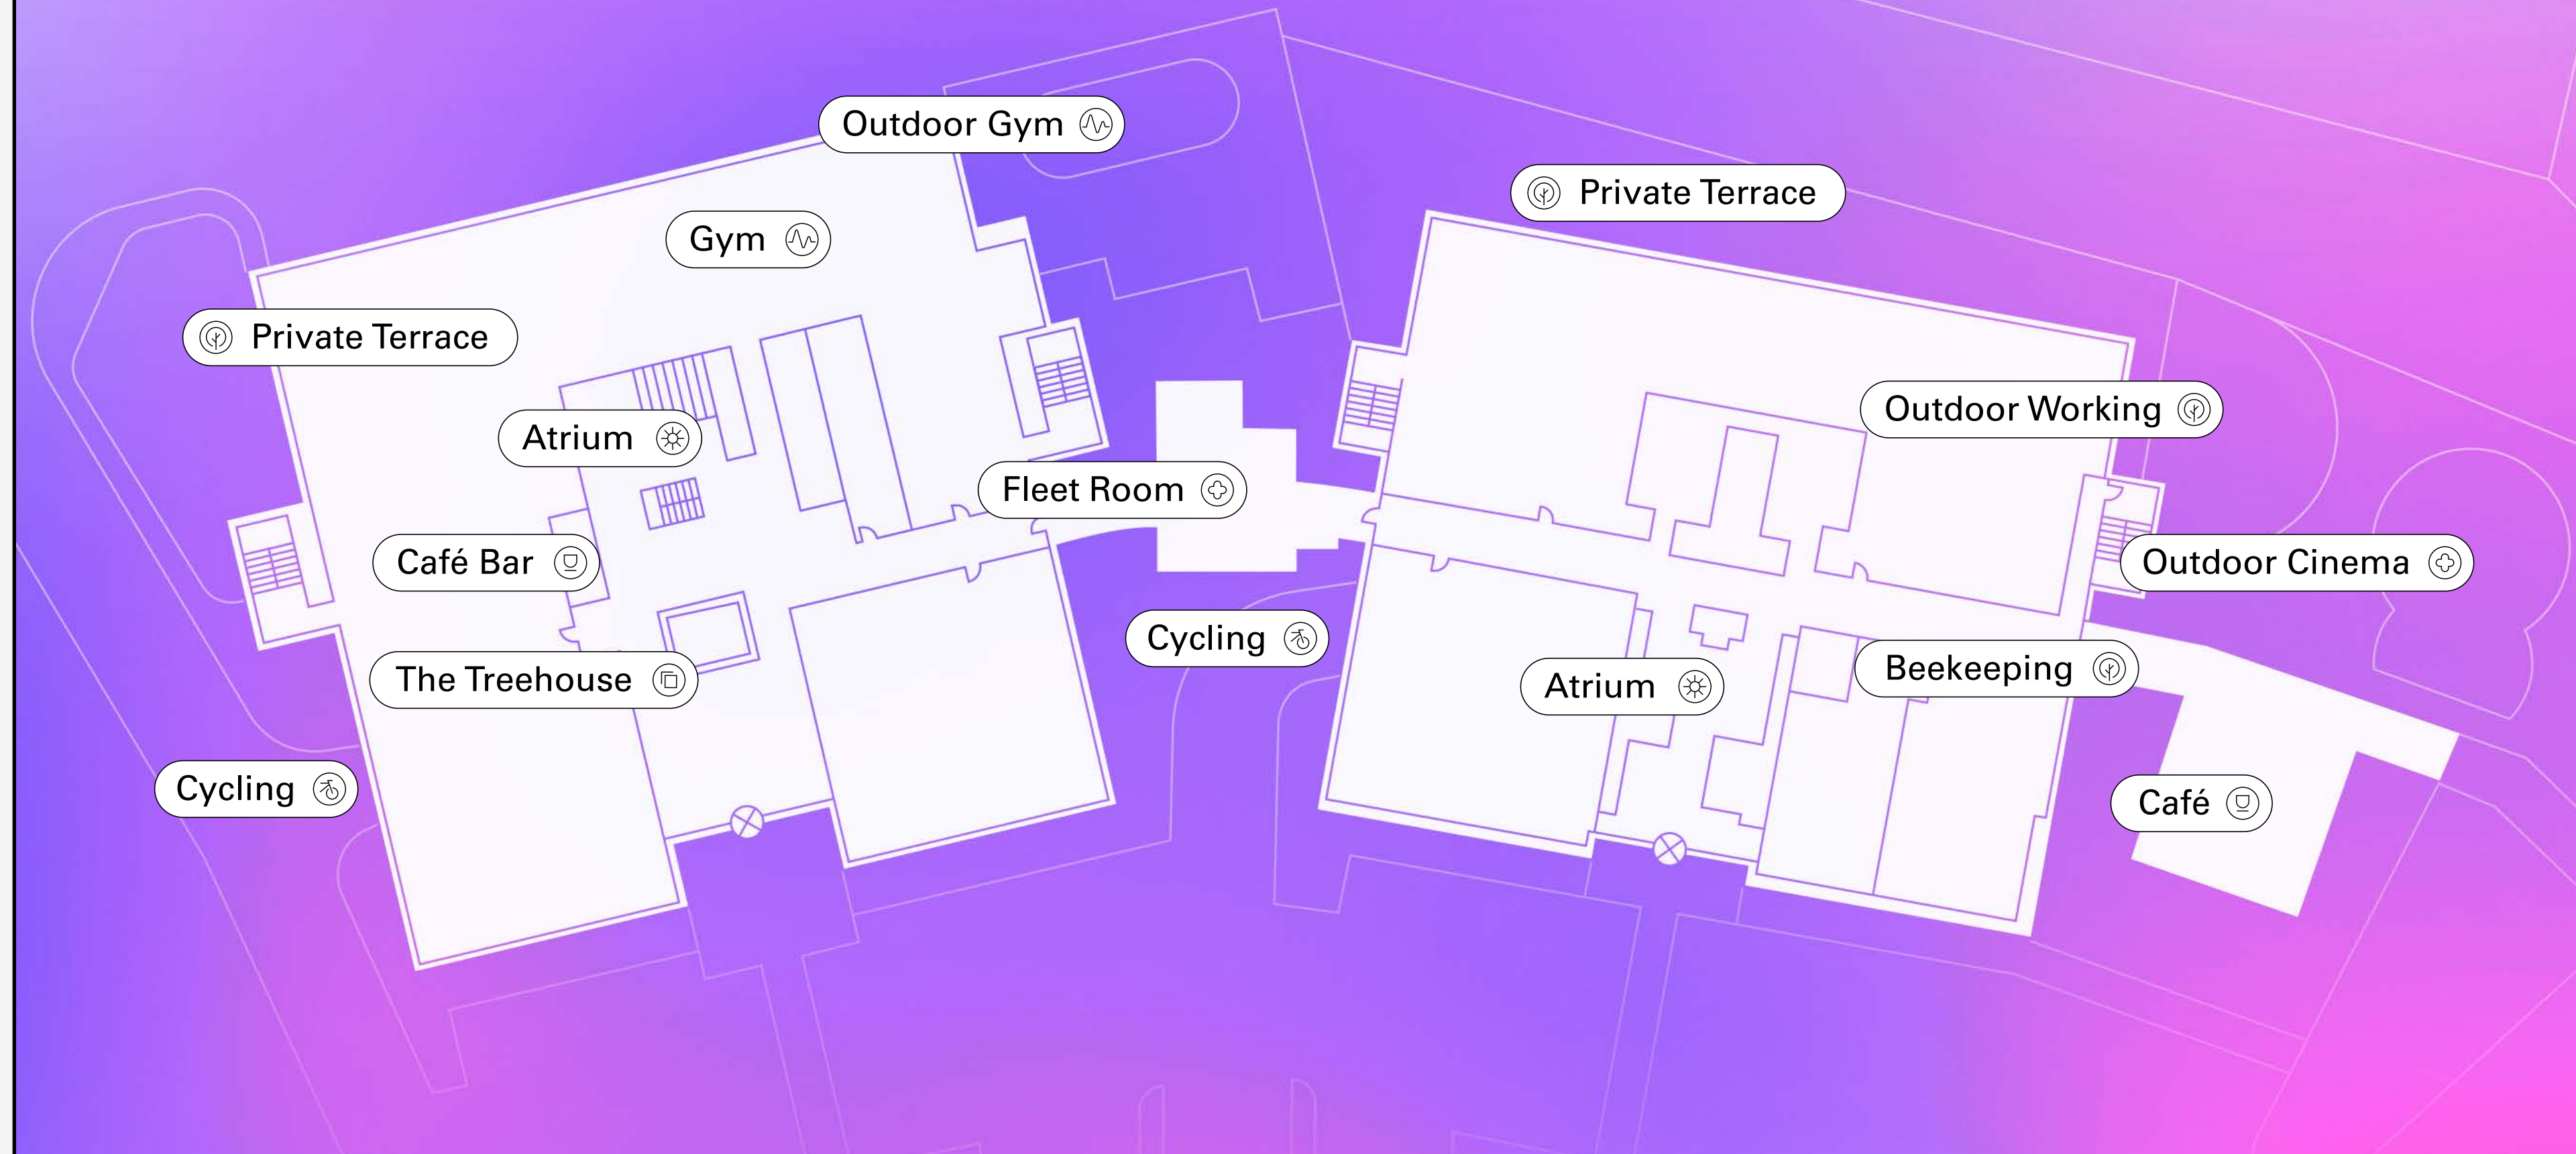 Outdoor Gym
Private Terrace
Gym
Private Terrace
Outdoor Working
Atrium
Fleet Room
Café Bar
Outdoor Cinema
Cycling
Beekeeping
The Treehouse
Atrium
Cycling
Café